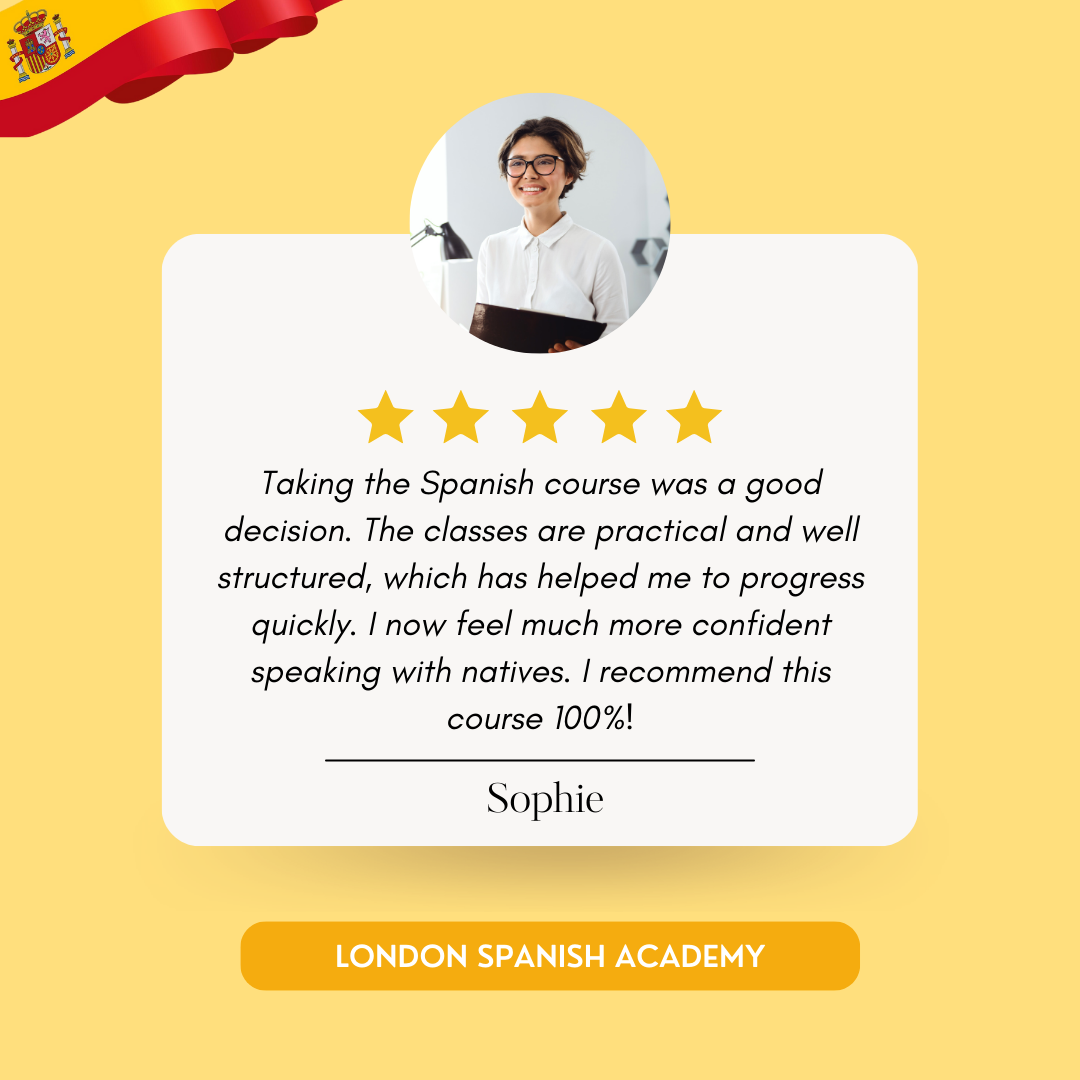 Taking the Spanish course was a good
decision. The classes are practical and well
structured, which has helped me to progress
quickly. I now feel much more confident
speaking with natives. I recommend this
course 100%!
Sophie
LONDON SPANISH ACADEMY